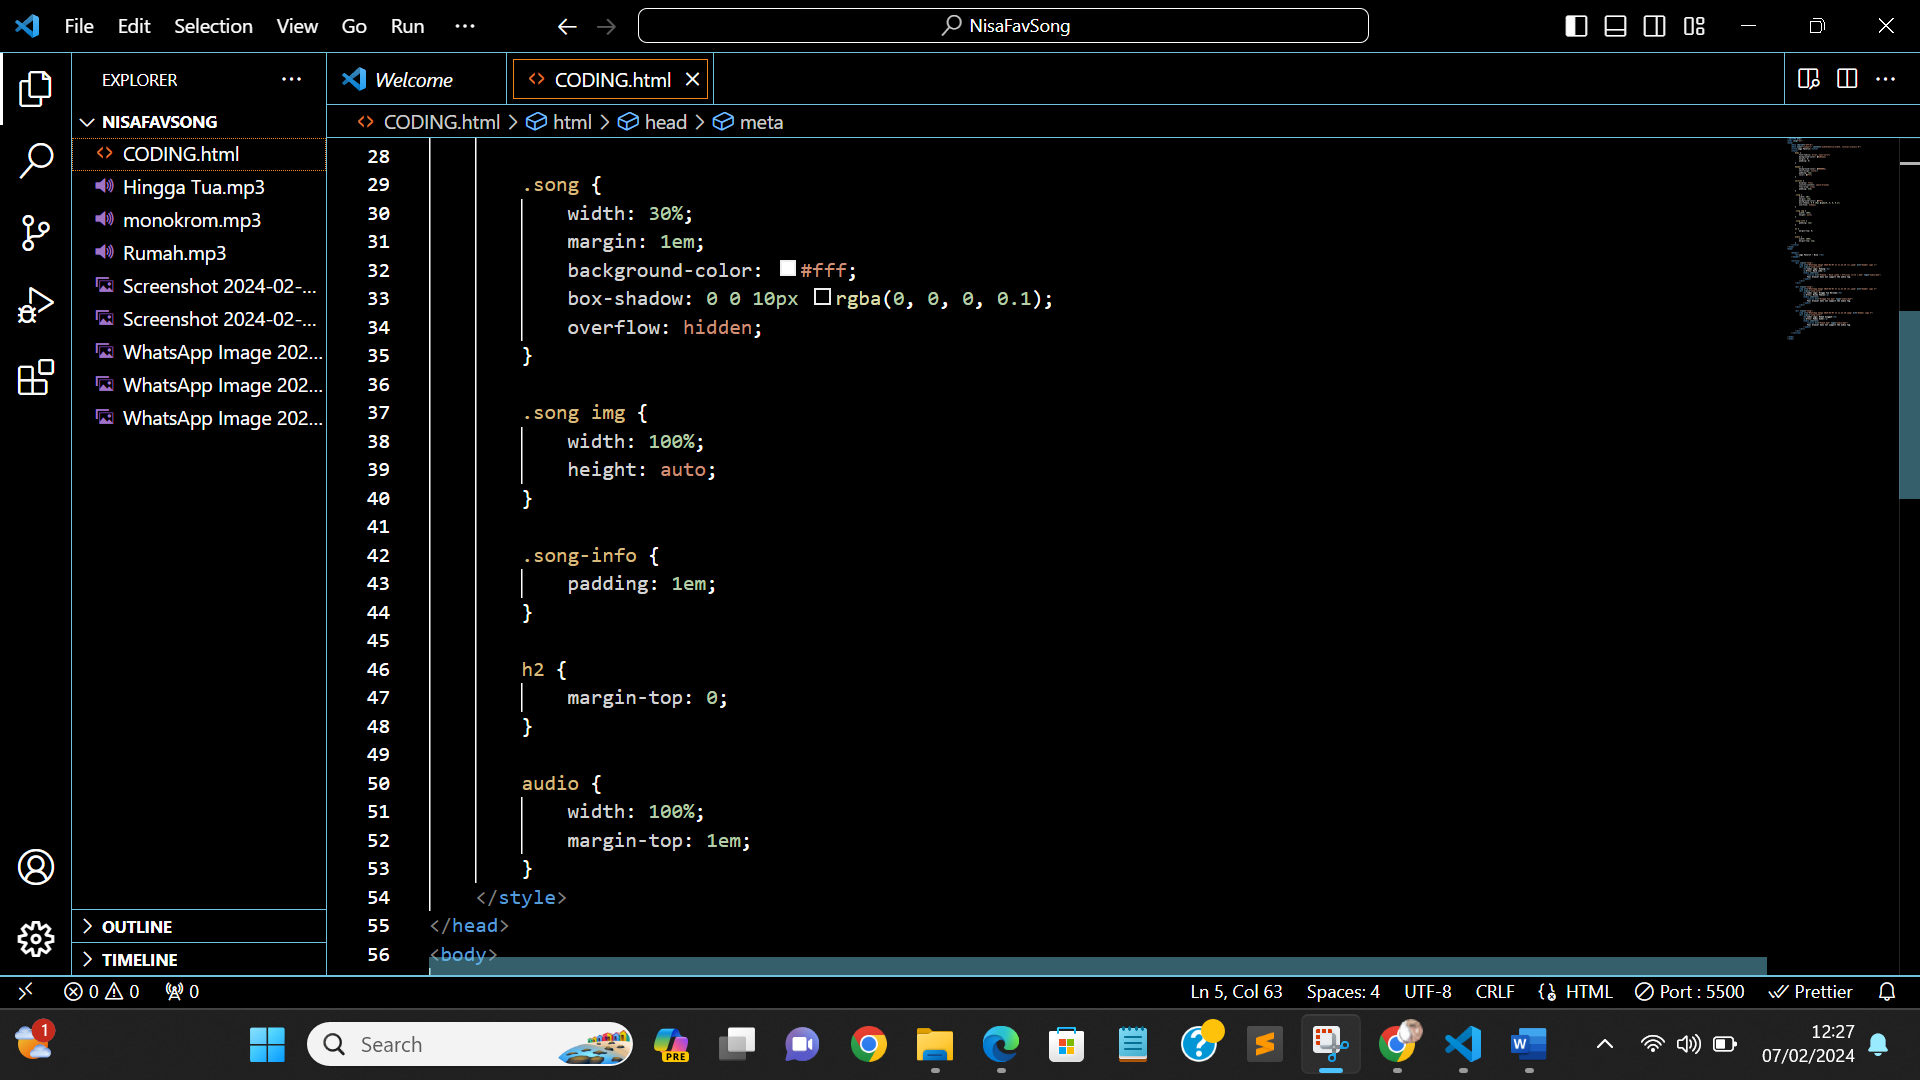 File Edit Selection View Go Run ··· NisaFavSong
EXPLORER ···
NISAFAVSONG
CODING.html
Hingga Tua.mp3
monokrom.mp3
Rumah.mp3
Screenshot 2024-02-...
Screenshot 2024-02-...
WhatsApp Image 202...
WhatsApp Image 202...
WhatsApp Image 202...
OUTLINE
TIMELINE
Welcome CODING.html
CODING.html > html > head > meta
28
29 .song {
30 width: 30%;
31 margin: 1em;
32 background-color: #fff;
33 box-shadow: 0 0 10px rgba(0, 0, 0, 0.1);
34 overflow: hidden;
35 }
36
37 .song img {
38 width: 100%;
39 height: auto;
40 }
41
42 .song-info {
43 padding: 1em;
44 }
45
46 h2 {
47 margin-top: 0;
48 }
49
50 audio {
51 width: 100%;
52 margin-top: 1em;
53 }
54 </style>
55 </head>
56 <body>
0 0 0 Ln 5, Col 63 Spaces: 4 UTF-8 CRLF HTML Port : 5500 Prettier
1 Search PRE 12:27
07/02/2024